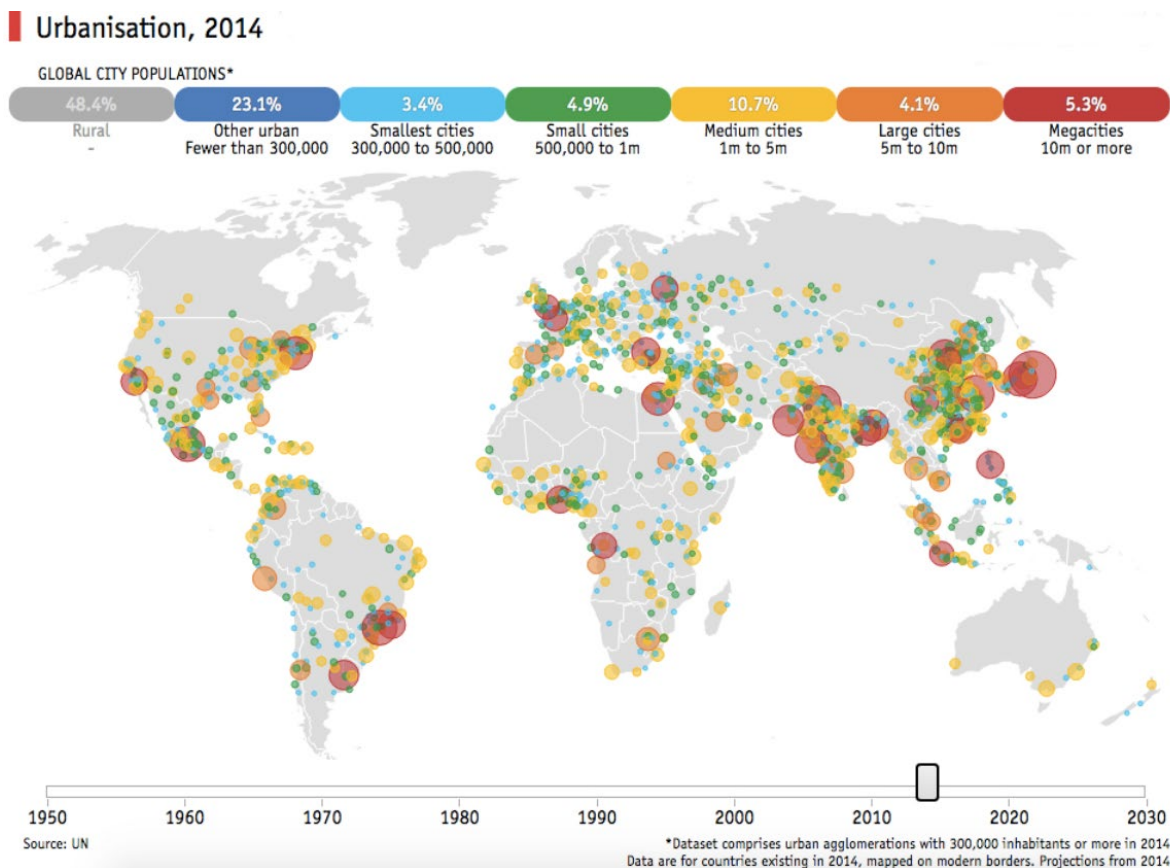 Urbanisation, 2014
GLOBAL CITY POPULATIONS*
48.4% 23.1% 3.4% 4.9% 10.7% 4.1% 5.3%
Rural Other urban Smallest cities Small cities Medium cities Large cities Megacities
- Fewer than 300,000 300,000 to 500,000 500,000 to 1m 1m to 5m 5m to 10m 10m or more
1950 1960 1970 1980 1990 2000 2010 2020 2030
Source: UN
*Dataset comprises urban agglomerations with 300,000 inhabitants or more in 2014
Data are for countries existing in 2014, mapped on modern borders. Projections from 2014